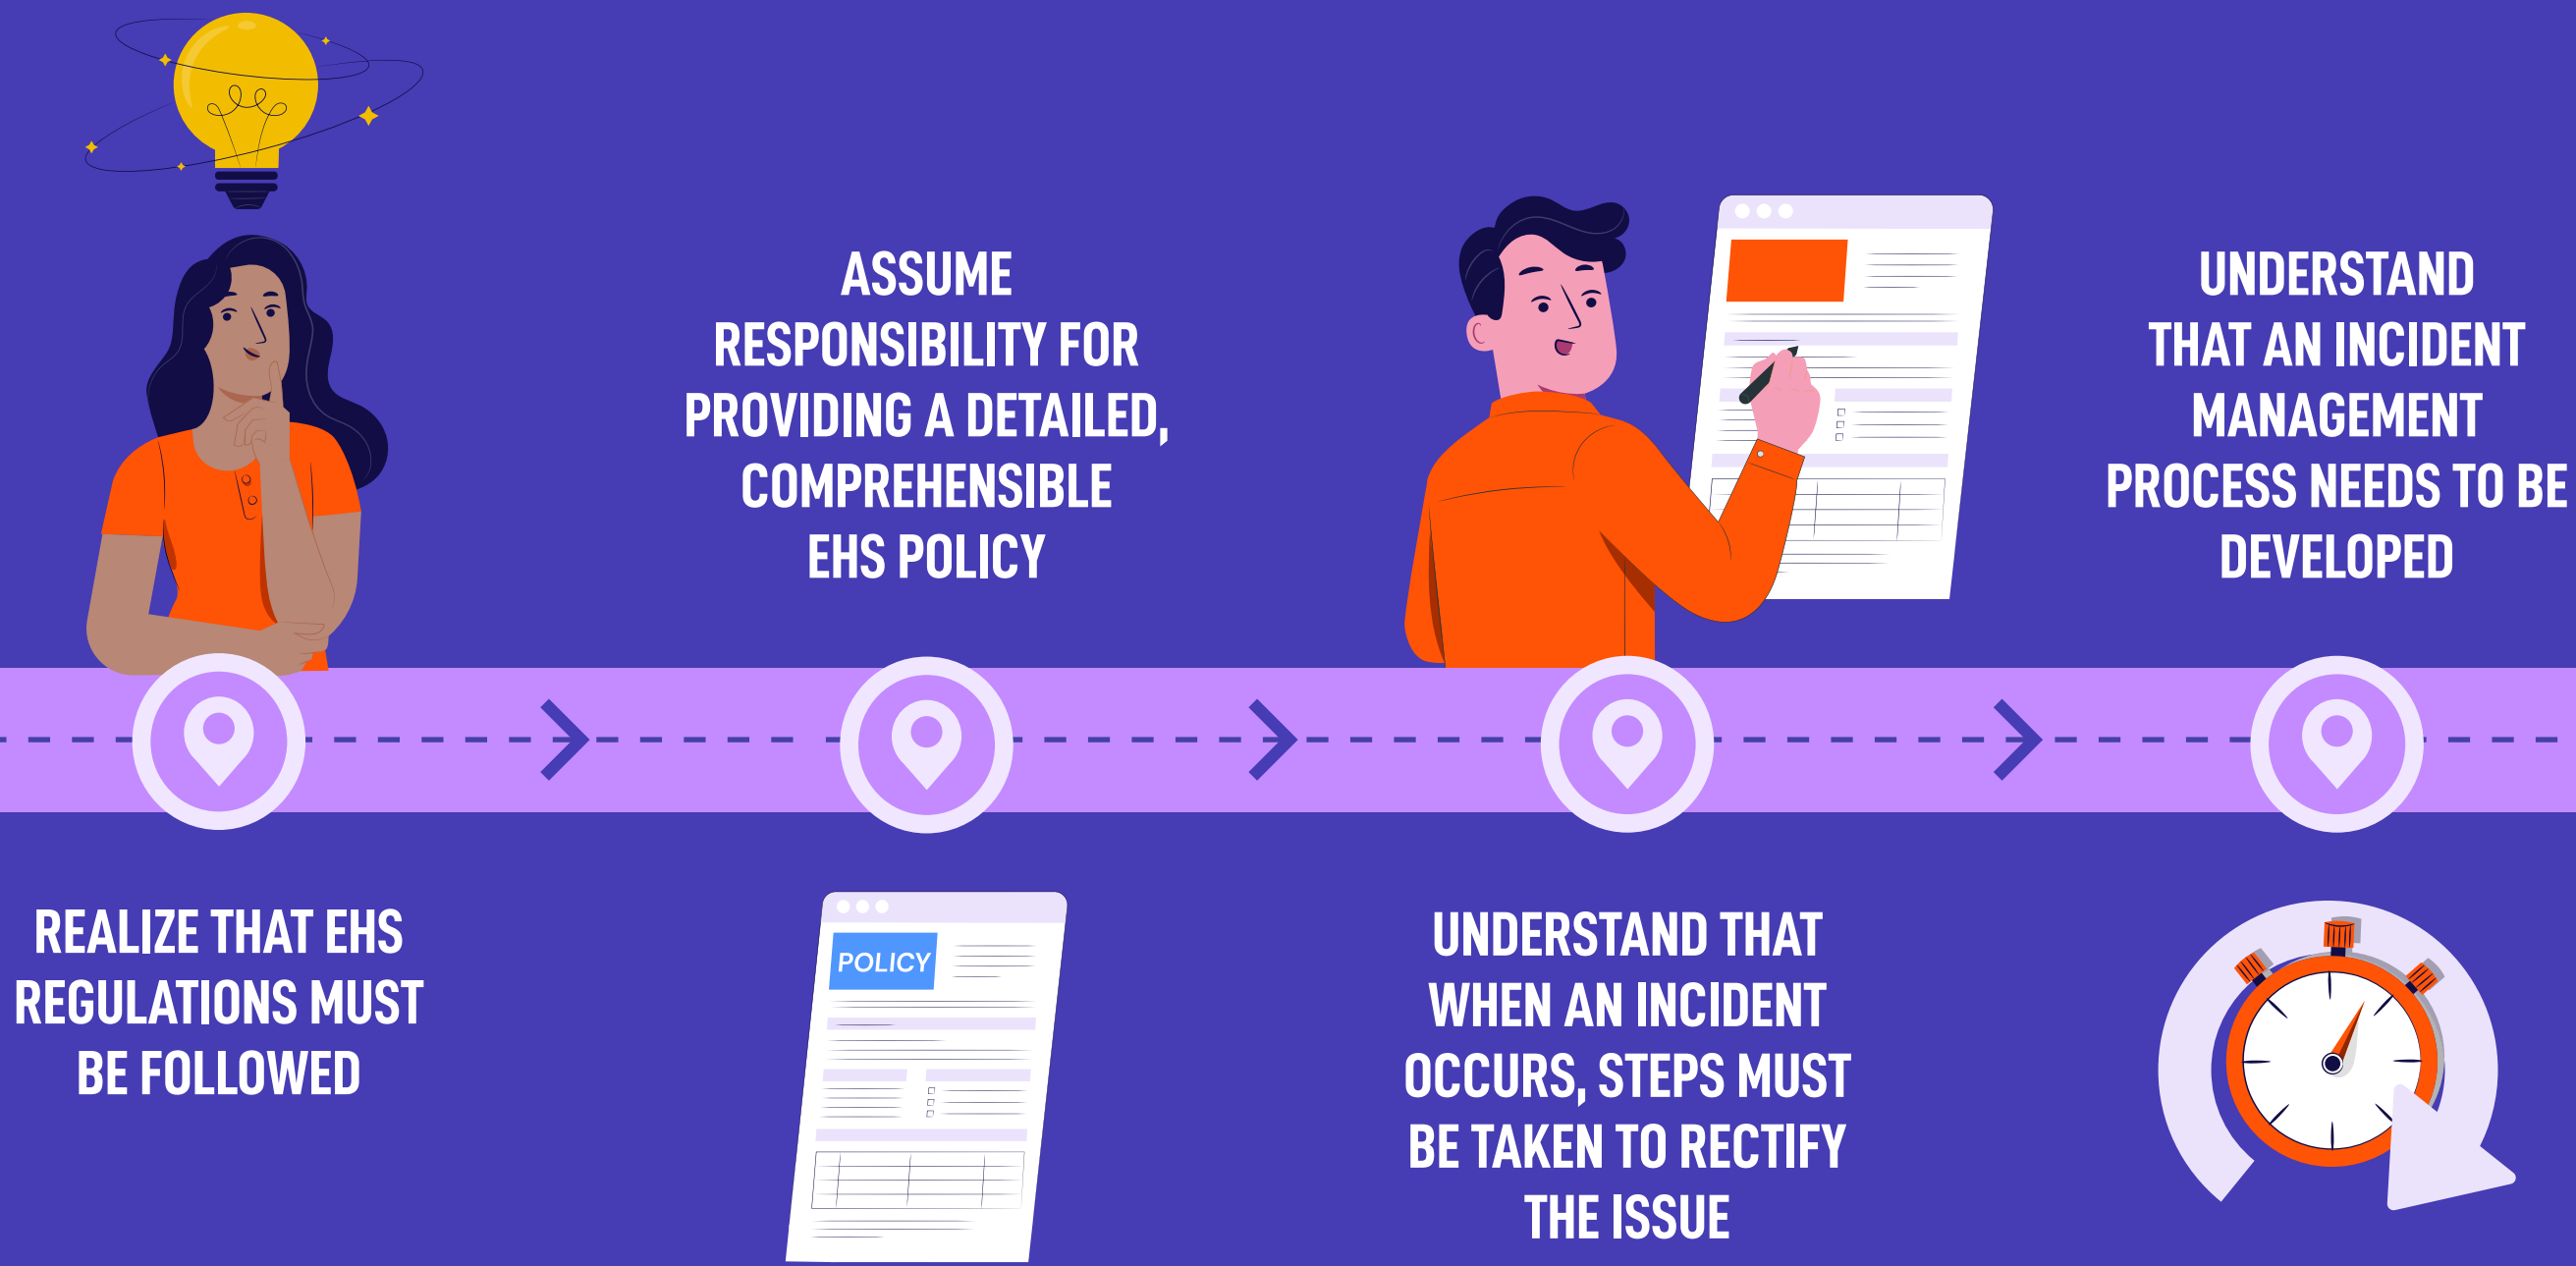 REALIZE THAT EHS
REGULATIONS MUST
BE FOLLOWED
ASSUME
RESPONSIBILITY FOR
PROVIDING A DETAILED,
COMPREHENSIBLE
EHS POLICY
POLICY
UNDERSTAND THAT
WHEN AN INCIDENT
OCCURS, STEPS MUST
BE TAKEN TO RECTIFY
THE ISSUE
UNDERSTAND
THAT AN INCIDENT
MANAGEMENT
PROCESS NEEDS TO BE
DEVELOPED